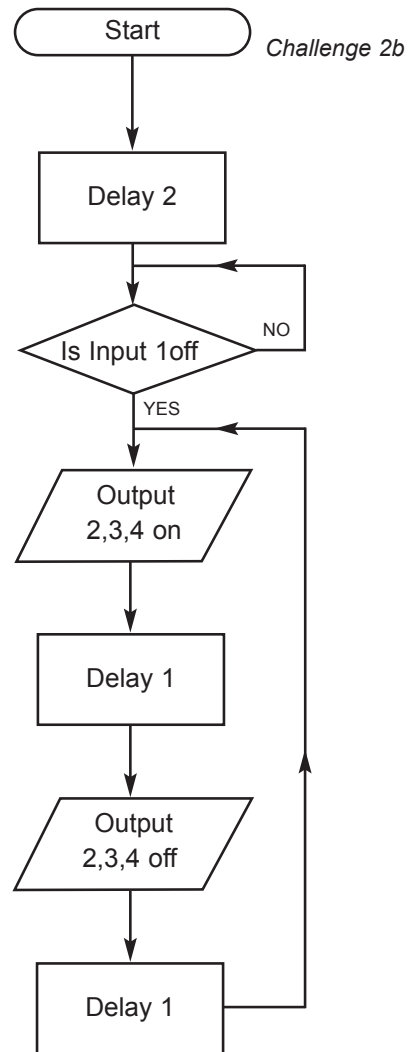 Start
Challenge 2b
Delay 2
NO
Is Input 1off
YES
Output
2,3,4 on
Delay 1
Output
2,3,4 off
Delay 1